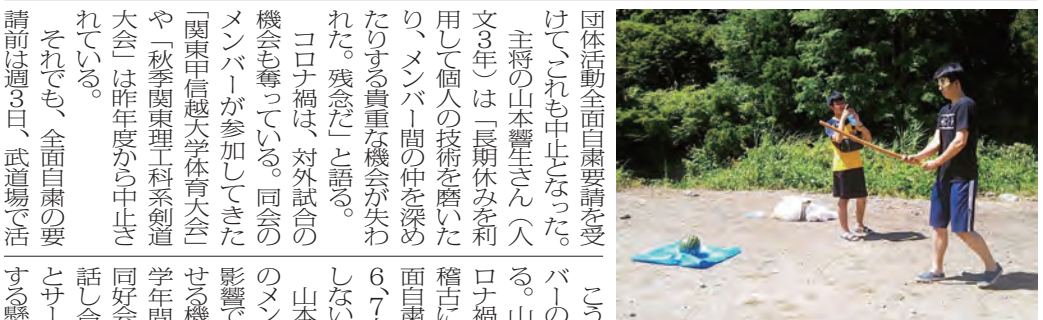 団体活動全面自粛要請を受
けて、これも中止となった。
主将の山本響生さん（人
文３年）は「長期休みを利
用して個人の技術を磨いた
り、メンバー間の仲を深め
たりする貴重な機会が失わ
れた。残念だ」と語る。
コロナ禍は、対外試合の
機会も奪っている。同会の
メンバーが参加してきた
「関東甲信越大学体育大会」
や「秋季関東理工科系剣道
大会」は昨年度から中止さ
れている。
それでも、全面自粛の要
請前は週３日、武道場で活
こう
バーの
る。山
ロナ禍
稽古に
面自粛
６、７
しない
山本
のメン
影響で
せる機
学年間
同好会
話し合
とサー
する懸